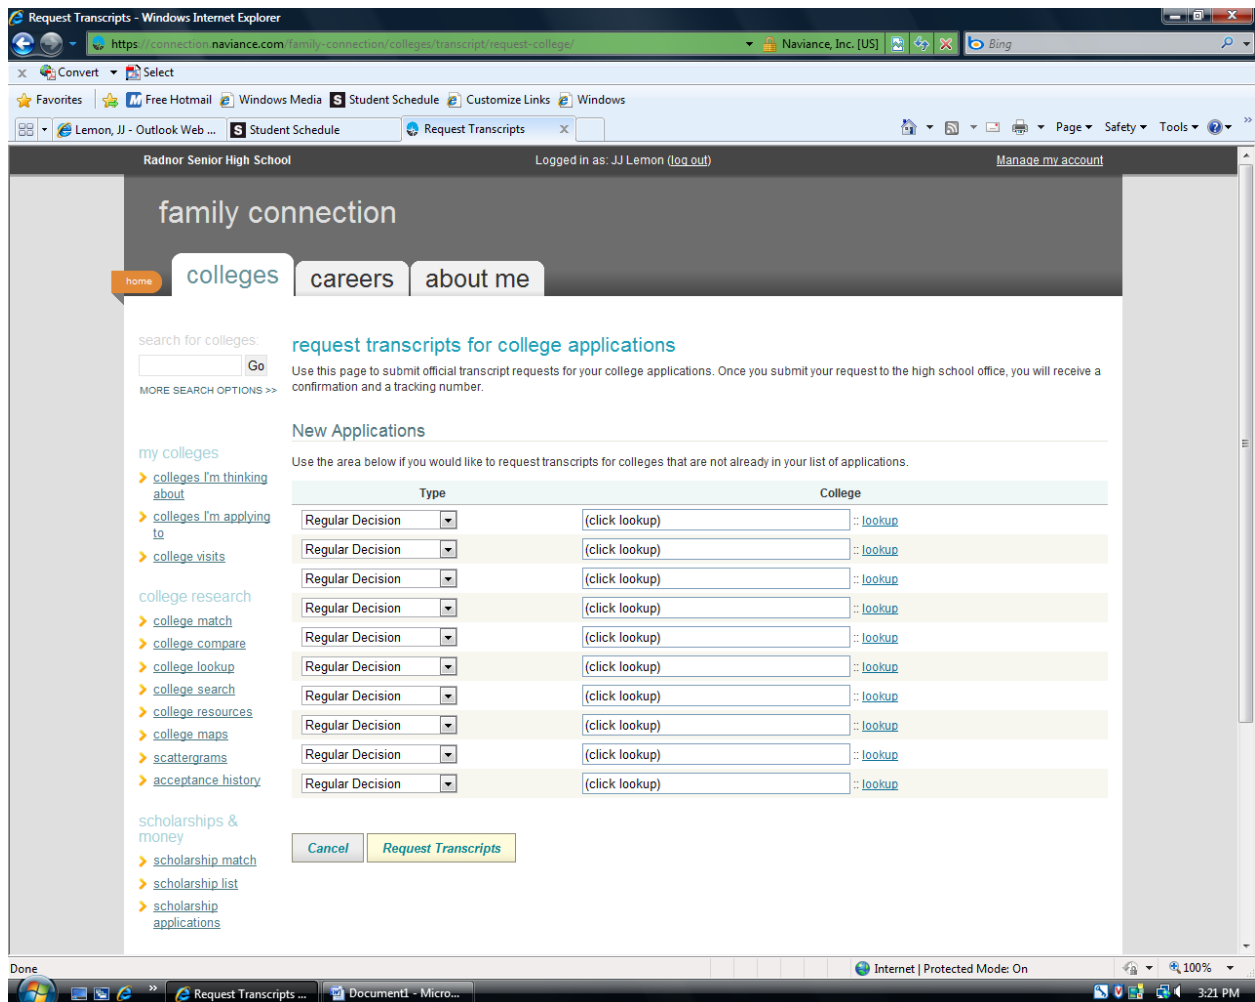 Request Transcripts - Windows Internet Explorer
https://connection.naviance.com/family-connection/colleges/transcript/request-college/ Naviance, Inc. [US] Bing
x Convert Select
Favorites Free Hotmail Windows Media Student Schedule Customize Links Windows
Lemon, JJ - Outlook Web ... Student Schedule Request Transcripts Page Safety Tools
Radnor Senior High School Logged in as: JJ Lemon (log out) Manage my account
family connection
home colleges careers about me
search for colleges:
Go
MORE SEARCH OPTIONS >>
my colleges
colleges I'm thinking
about
colleges I'm applying
to
college visits
college research
college match
college compare
college lookup
college search
college resources
college maps
scattergrams
acceptance history
scholarships &
money
scholarship match
scholarship list
scholarship
applications
request transcripts for college applications
Use this page to submit official transcript requests for your college applications. Once you submit your request to the high school office, you will receive a
confirmation and a tracking number.
New Applications
Use the area below if you would like to request transcripts for colleges that are not already in your list of applications.
Type College
Regular Decision (click lookup) :: lookup
Regular Decision (click lookup) :: lookup
Regular Decision (click lookup) :: lookup
Regular Decision (click lookup) :: lookup
Regular Decision (click lookup) :: lookup
Regular Decision (click lookup) :: lookup
Regular Decision (click lookup) :: lookup
Regular Decision (click lookup) :: lookup
Regular Decision (click lookup) :: lookup
Regular Decision (click lookup) :: lookup
Cancel Request Transcripts
Done Internet | Protected Mode: On 100%
Request Transcripts ... Document1 - Micro... 3:21 PM